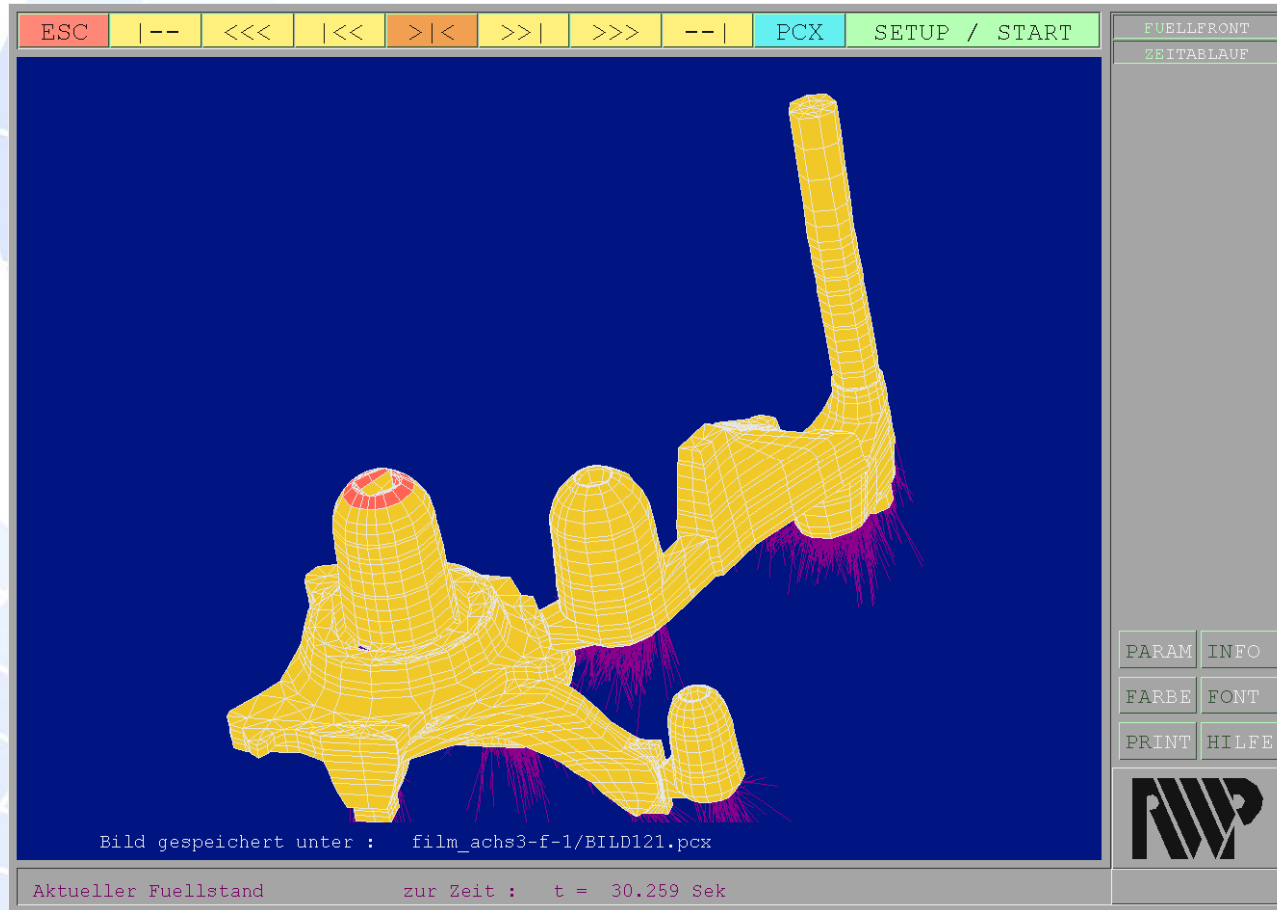 ESC |-- <<< |<< >|< >>| >>> --| PCX SETUP / START
FUELLFRONT
ZEITABLAUF
PARAM INFO
FARBE FONT
PRINT HILFE
RWP
Bild gespeichert unter : film_achs3-f-1/BILD121.pcx
Aktueller Fuellstand zur Zeit : t = 30.259 Sek